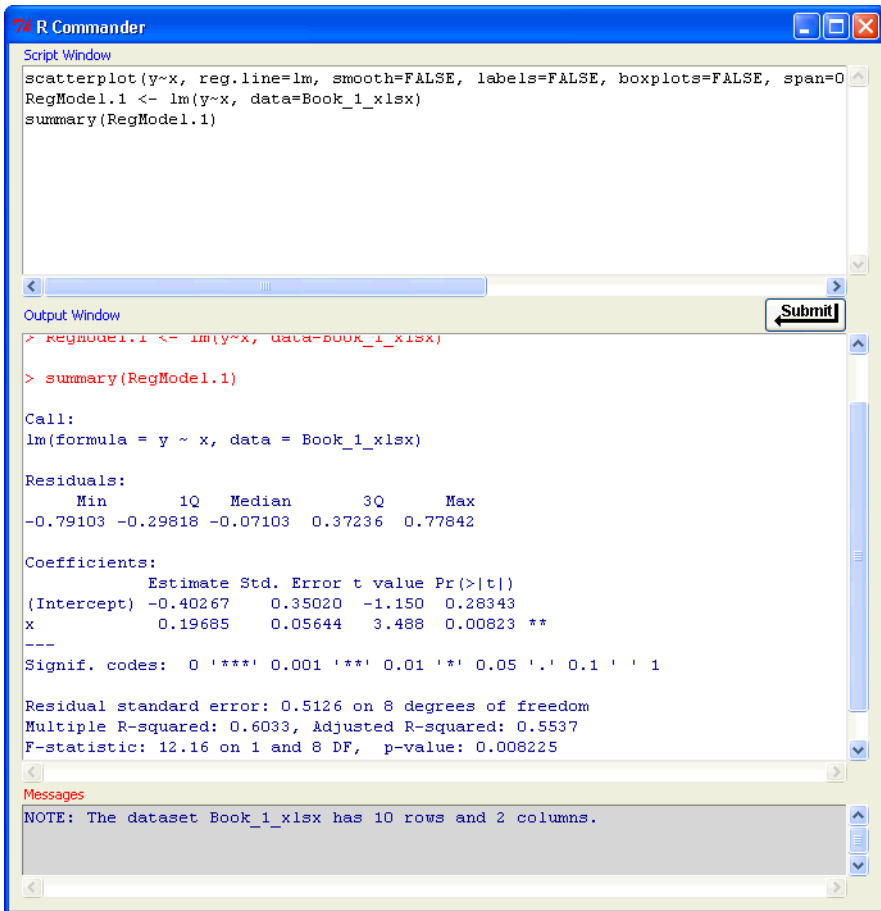 R Commander
Script Window
scatterplot(y~x, reg.line=lm, smooth=FALSE, labels=FALSE, boxplots=FALSE, span=0
RegModel.1 <- lm(y~x, data=Book_1_xlsx)
summary(RegModel.1)
Output Window
Submit
> RegModel.1 <- lm(y~x, data=Book_1_xlsx)
> summary(RegModel.1)
Call:
lm(formula = y ~ x, data = Book_1_xlsx)
Residuals:
Min 1Q Median 3Q Max
-0.79103 -0.29818 -0.07103 0.37236 0.77842
Coefficients:
Estimate Std. Error t value Pr(>|t|)
(Intercept) -0.40267 0.35020 -1.150 0.28343
x 0.19685 0.05644 3.488 0.00823 **
---
Signif. codes: 0 '***' 0.001 '**' 0.01 '*' 0.05 '.' 0.1 ' ' 1
Residual standard error: 0.5126 on 8 degrees of freedom
Multiple R-squared: 0.6033, Adjusted R-squared: 0.5537
F-statistic: 12.16 on 1 and 8 DF, p-value: 0.008225
Messages
NOTE: The dataset Book_1_xlsx has 10 rows and 2 columns.